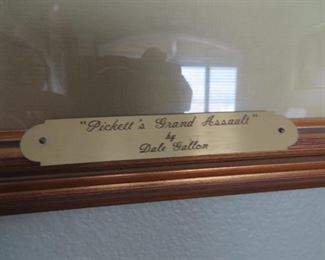 "Pickett's Grand Assault"
by
Dale Gallon